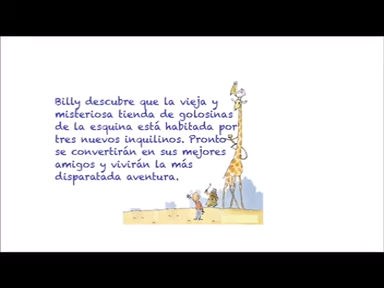 Billy descubre que la vieja y
misteriosa tienda de golosinas
de la esquina está habitada por
tres nuevos inquilinos. Pronto
se convertirán en sus mejores
amigos y vivirán la más
disparatada aventura.